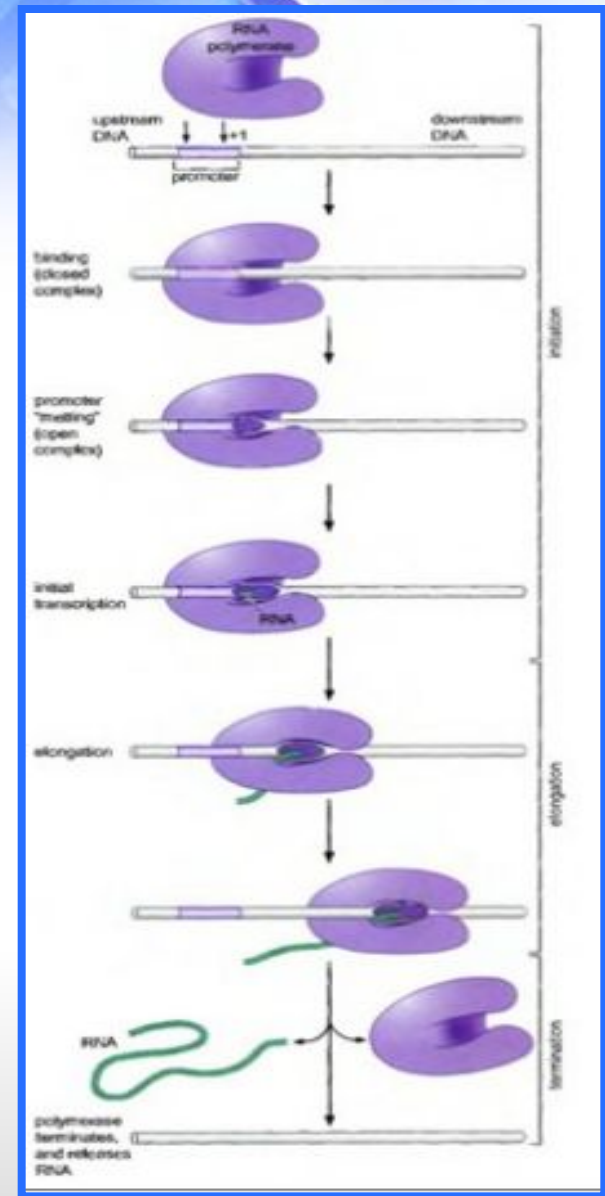 RNA
polymerase
upstream
DNA
+1
downstream
DNA
promoter
binding
(closed
complex)
promoter
"melting"
(open
complex)
initial
transcription
RNA
initiation
elongation
elongation
RNA
termination
polymerase
terminates,
and releases
RNA